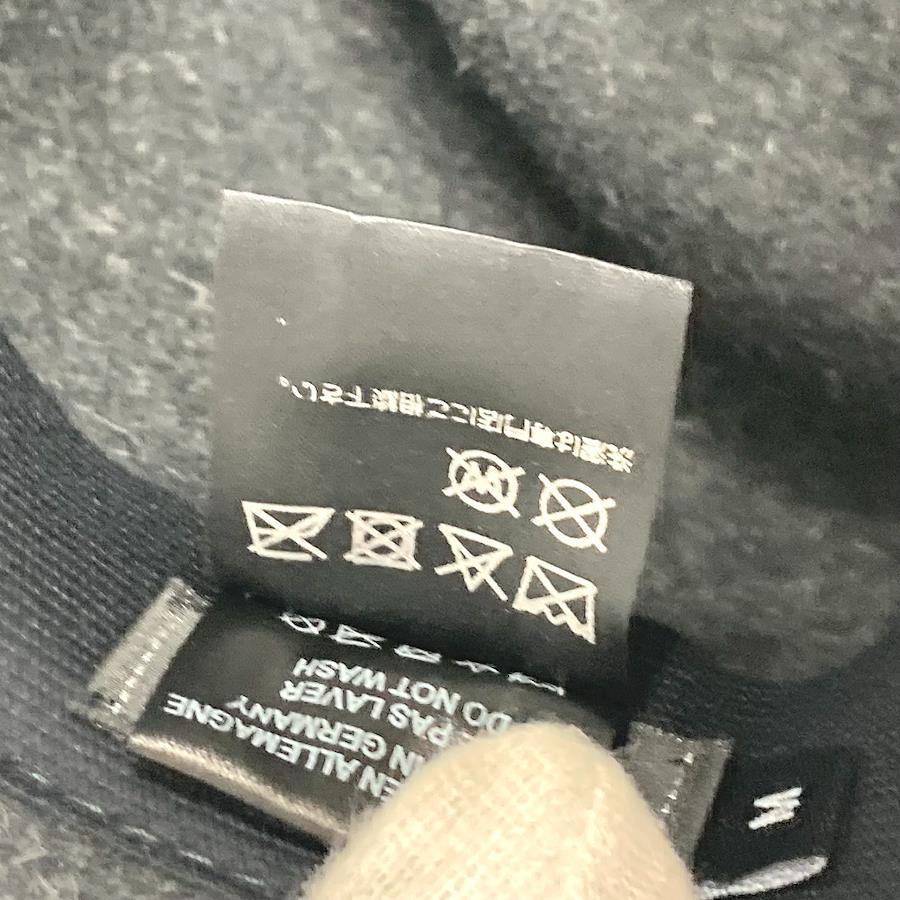 M
EN ALLEMAGNE
IN GERMANY
PAS LAVER
DO NOT WASH
W
洗濯は専門店にご相談下さい。